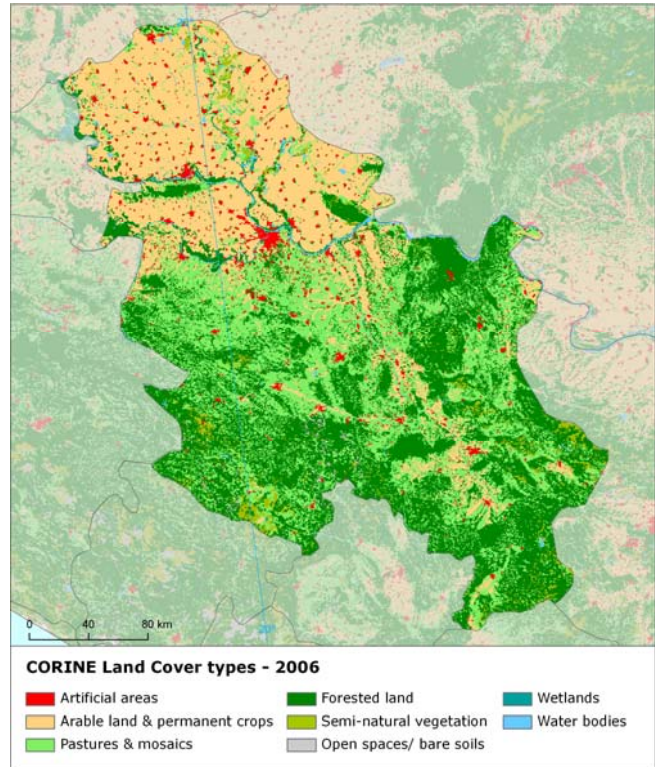 0 40 80 km
CORINE Land Cover types - 2006
Artificial areas
Arable land & permanent crops
Pastures & mosaics
Forested land
Semi-natural vegetation
Open spaces/ bare soils
Wetlands
Water bodies